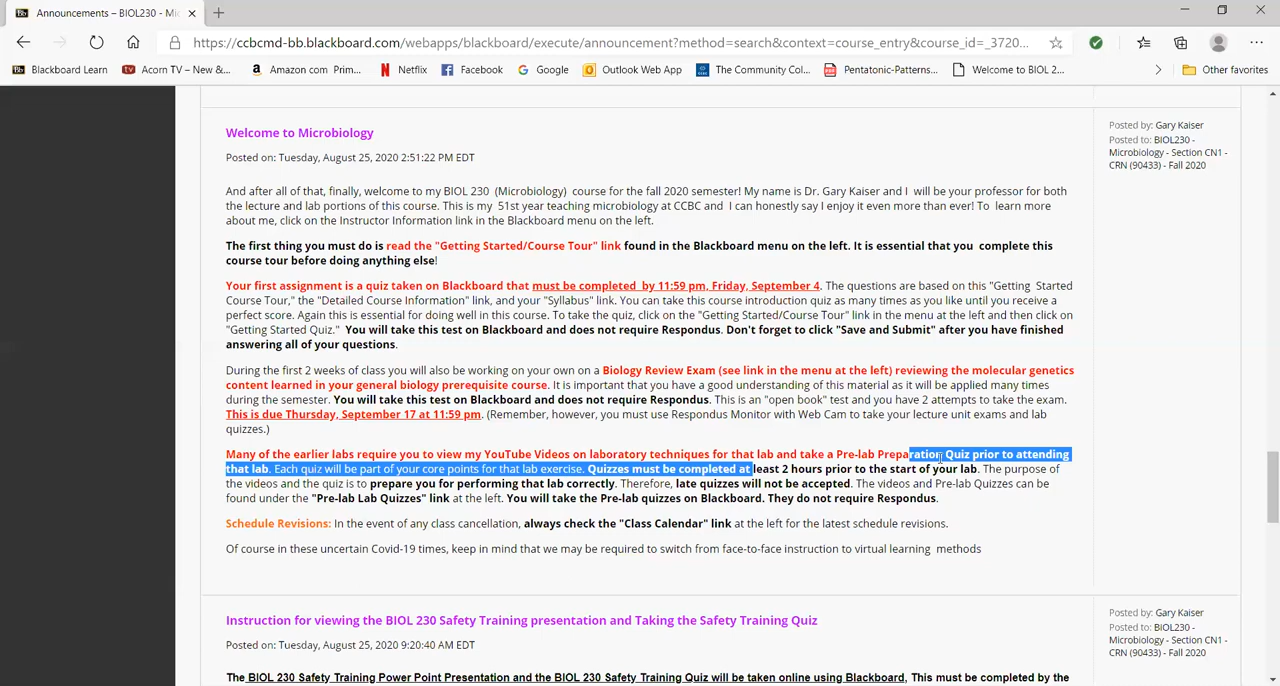 Announcements – BIOL230 - Mic
https://ccbcmd-bb.blackboard.com/webapps/blackboard/execute/announcement?method=search&context=course_entry&course_id=_3720...
Blackboard Learn
Acorn TV – New &...
Amazon com Prim...
Netflix
Facebook
Google
Outlook Web App
The Community Col...
Pentatonic-Patterns...
Welcome to BIOL 2...
Other favorites
Welcome to Microbiology
Posted on: Tuesday, August 25, 2020 2:51:22 PM EDT
And after all of that, finally, welcome to my BIOL 230 (Microbiology) course for the fall 2020 semester! My name is Dr. Gary Kaiser and I will be your professor for both
the lecture and lab portions of this course. This is my 51st year teaching microbiology at CCBC and I can honestly say I enjoy it even more than ever! To learn more
about me, click on the Instructor Information link in the Blackboard menu on the left.
The first thing you must do is read the "Getting Started/Course Tour" link found in the Blackboard menu on the left. It is essential that you complete this
course tour before doing anything else!
Your first assignment is a quiz taken on Blackboard that must be completed by 11:59 pm, Friday, September 4. The questions are based on this "Getting Started
Course Tour," the "Detailed Course Information" link, and your "Syllabus" link. You can take this course introduction quiz as many times as you like until you receive a
perfect score. Again this is essential for doing well in this course. To take the quiz, click on the "Getting Started/Course Tour" link in the menu at the left and then click on
"Getting Started Quiz." You will take this test on Blackboard and does not require Respondus. Don't forget to click "Save and Submit" after you have finished
answering all of your questions.
During the first 2 weeks of class you will also be working on your own on a Biology Review Exam (see link in the menu at the left) reviewing the molecular genetics
content learned in your general biology prerequisite course. It is important that you have a good understanding of this material as it will be applied many times
during the semester. You will take this test on Blackboard and does not require Respondus. This is an "open book" test and you have 2 attempts to take the exam.
This is due Thursday, September 17 at 11:59 pm. (Remember, however, you must use Respondus Monitor with Web Cam to take your lecture unit exams and lab
quizzes.)
Many of the earlier labs require you to view my YouTube Videos on laboratory techniques for that lab and take a Pre-lab Preparation Quiz prior to attending
that lab. Each quiz will be part of your core points for that lab exercise. Quizzes must be completed at least 2 hours prior to the start of your lab. The purpose of
the videos and the quiz is to prepare you for performing that lab correctly. Therefore, late quizzes will not be accepted. The videos and Pre-lab Quizzes can be
found under the "Pre-lab Lab Quizzes" link at the left. You will take the Pre-lab quizzes on Blackboard. They do not require Respondus.
Schedule Revisions: In the event of any class cancellation, always check the "Class Calendar" link at the left for the latest schedule revisions.
Of course in these uncertain Covid-19 times, keep in mind that we may be required to switch from face-to-face instruction to virtual learning methods
Posted by: Gary Kaiser
Posted to: BIOL230 -
Microbiology - Section CN1 -
CRN (90433) - Fall 2020
Instruction for viewing the BIOL 230 Safety Training presentation and Taking the Safety Training Quiz
Posted on: Tuesday, August 25, 2020 9:20:40 AM EDT
The BIOL 230 Safety Training Power Point Presentation and the BIOL 230 Safety Training Quiz will be taken online using Blackboard, This must be completed by the
Posted by: Gary Kaiser
Posted to: BIOL230 -
Microbiology - Section CN1 -
CRN (90433) - Fall 2020